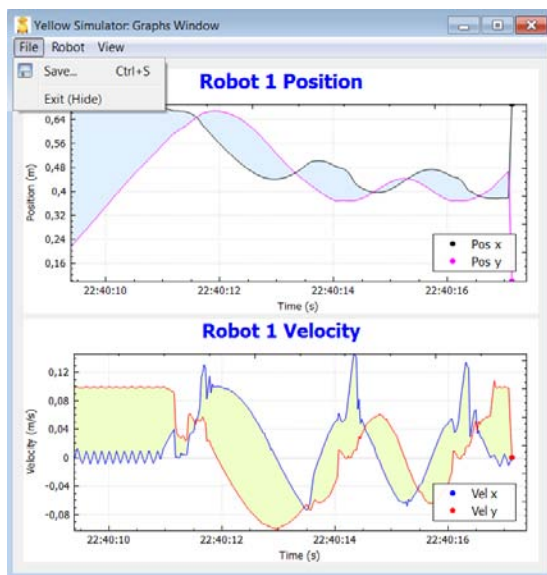 Yellow Simulator: Graphs Window
File Robot View
Save... Ctrl+S
Exit (Hide)
Robot 1 Position
0,64
0,56
0,48
0,4
0,32
0,24
0,16
Position (m)
Pos x
Pos y
22:40:10 22:40:12 22:40:14 22:40:16
Time (s)
Robot 1 Velocity
0,12
0,08
0,04
0
-0,04
-0,08
Velocity (m/s)
Vel x
Vel y
22:40:10 22:40:12 22:40:14 22:40:16
Time (s)